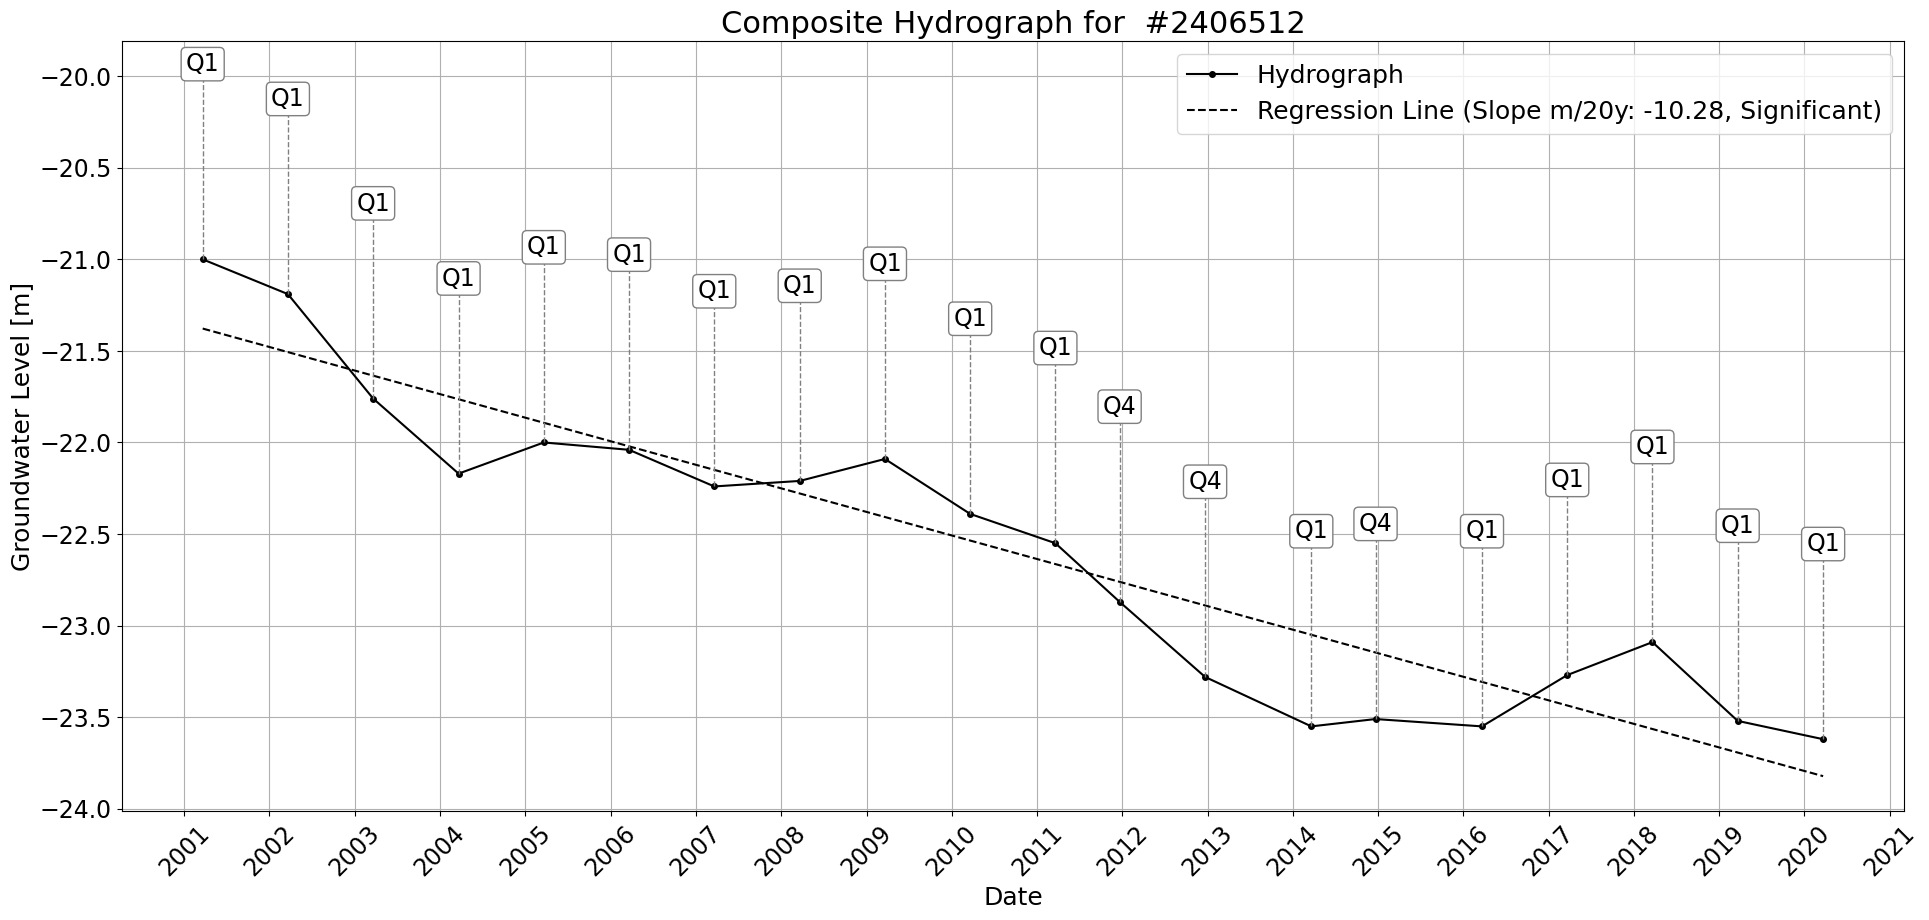 Composite Hydrograph for  #2406512
Hydrograph
Regression Line (Slope m/20y: -10.28, Significant)
Groundwater Level [m]
−20.0
−20.5
−21.0
−21.5
−22.0
−22.5
−23.0
−23.5
−24.0
Q1
Q1
Q1
Q1
Q1
Q1
Q1
Q1
Q1
Q1
Q1
Q4
Q4
Q1
Q4
Q1
Q1
Q1
Q1
Q1
2001
2002
2003
2004
2005
2006
2007
2008
2009
2010
2011
2012
2013
2014
2015
2016
2017
2018
2019
2020
2021
Date